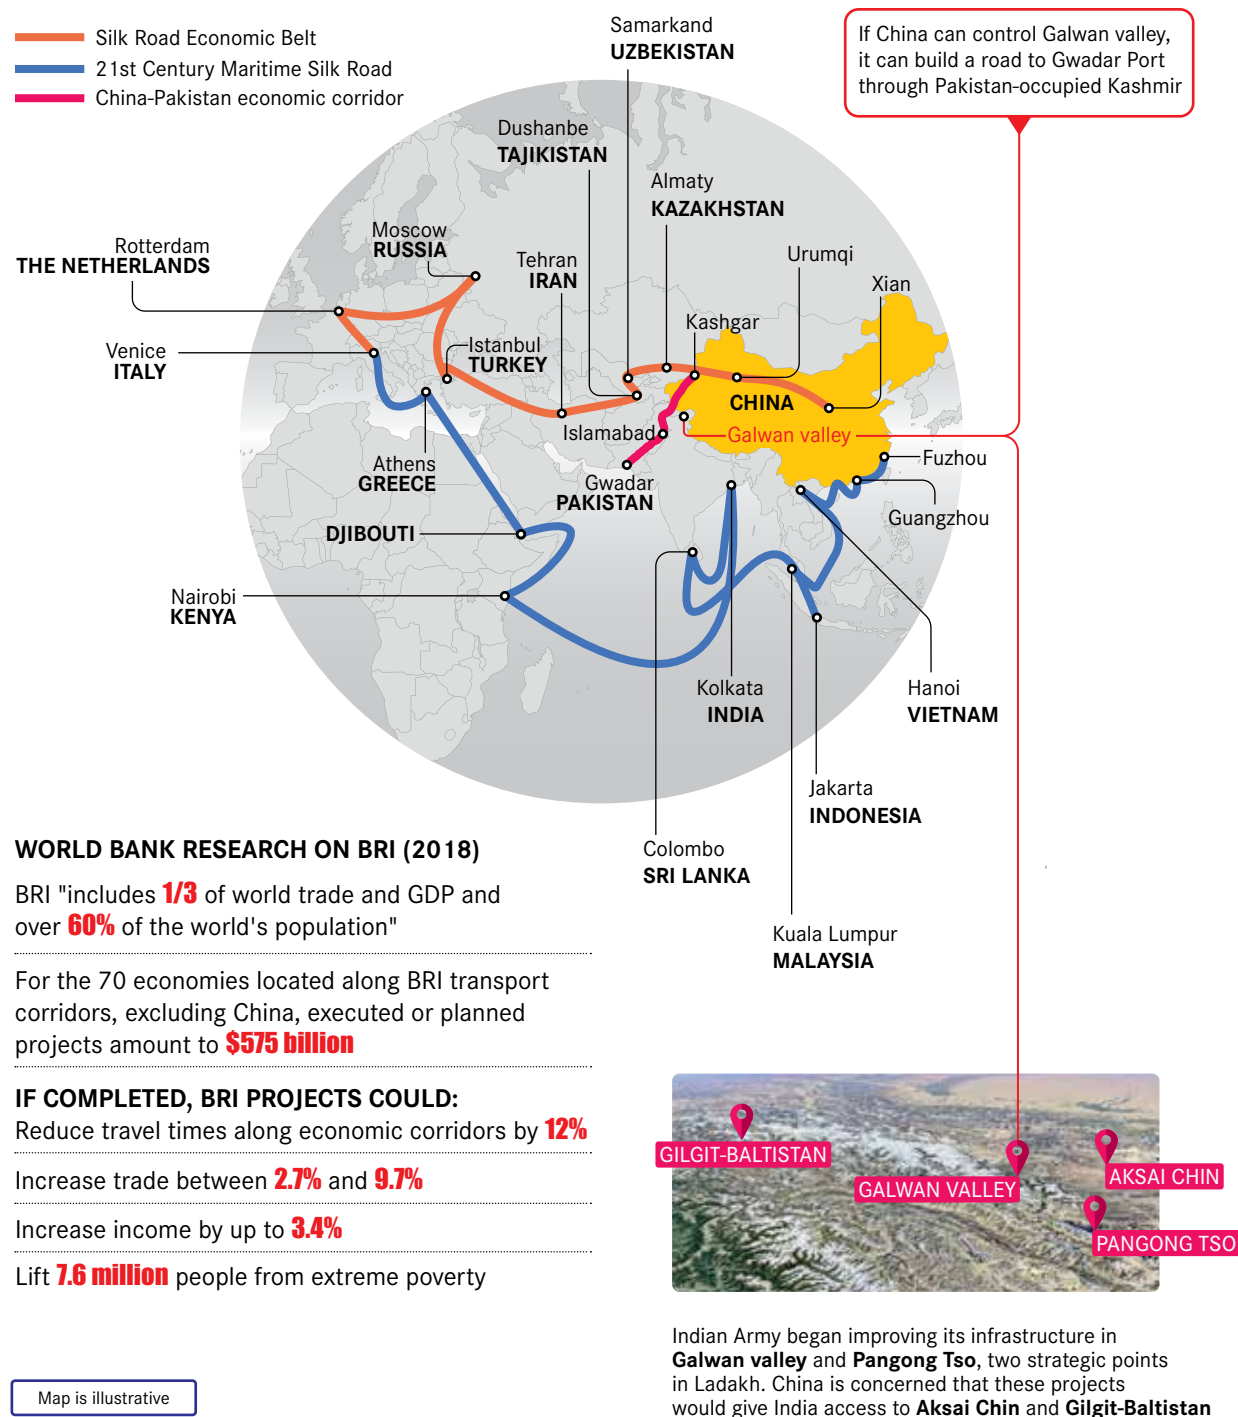 Silk Road Economic Belt
21st Century Maritime Silk Road
China-Pakistan economic corridor
If China can control Galwan valley,
it can build a road to Gwadar Port
through Pakistan-occupied Kashmir
Samarkand
UZBEKISTAN
Dushanbe
TAJIKISTAN
Almaty
KAZAKHSTAN
Moscow
RUSSIA
Rotterdam
THE NETHERLANDS
Tehran
IRAN
Urumqi
Xian
Kashgar
Venice
ITALY
Istanbul
TURKEY
CHINA
Islamabad
Galwan valley
Fuzhou
Athens
GREECE
Gwadar
PAKISTAN
Guangzhou
DJIBOUTI
Nairobi
KENYA
Kolkata
INDIA
Hanoi
VIETNAM
Jakarta
INDONESIA
Colombo
SRI LANKA
Kuala Lumpur
MALAYSIA
WORLD BANK RESEARCH ON BRI (2018)
BRI "includes 1/3 of world trade and GDP and
over 60% of the world's population"
For the 70 economies located along BRI transport
corridors, excluding China, executed or planned
projects amount to $575 billion
IF COMPLETED, BRI PROJECTS COULD:
Reduce travel times along economic corridors by 12%
Increase trade between 2.7% and 9.7%
Increase income by up to 3.4%
Lift 7.6 million people from extreme poverty
Map is illustrative
GILGIT-BALTISTAN
GALWAN VALLEY
AKSAI CHIN
PANGONG TSO
Indian Army began improving its infrastructure in
Galwan valley and Pangong Tso, two strategic points
in Ladakh. China is concerned that these projects
would give India access to Aksai Chin and Gilgit-Baltistan